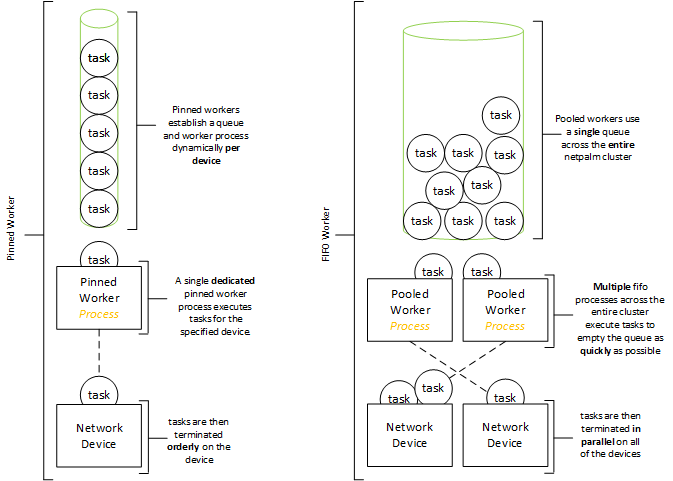 Pinned Worker
task
task
task
task
task
Pinned workers
establish a queue
and worker process
dynamically per
device
task
Pinned
Worker
Process
A single dedicated
pinned worker
process executes
tasks for the
specified device.
task
Network
Device
tasks are then
terminated
orderly on the
device
FIFO Worker
task
task
task
task
task
task
task
task
task
Pooled workers use
a single queue
across the entire
netpalm cluster
task
task
Pooled
Worker
Process
Pooled
Worker
Process
Multiple fifo
processes across the
entire cluster
execute tasks to
empty the queue as
quickly as possible
task
task
task
Network
Device
Network
Device
tasks are then
terminated in
parallel on all
of the devices